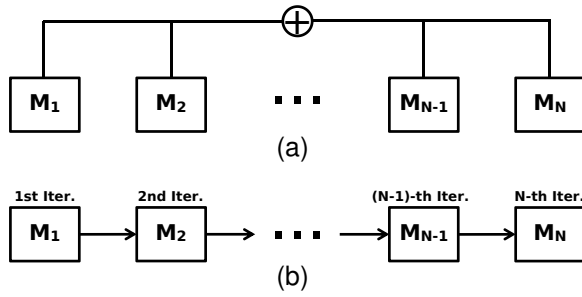 M1 M2 ... MN-1 MN
(a)
1st Iter. 2nd Iter. (N-1)-th Iter. N-th Iter.
M1 M2 ... MN-1 MN
(b)